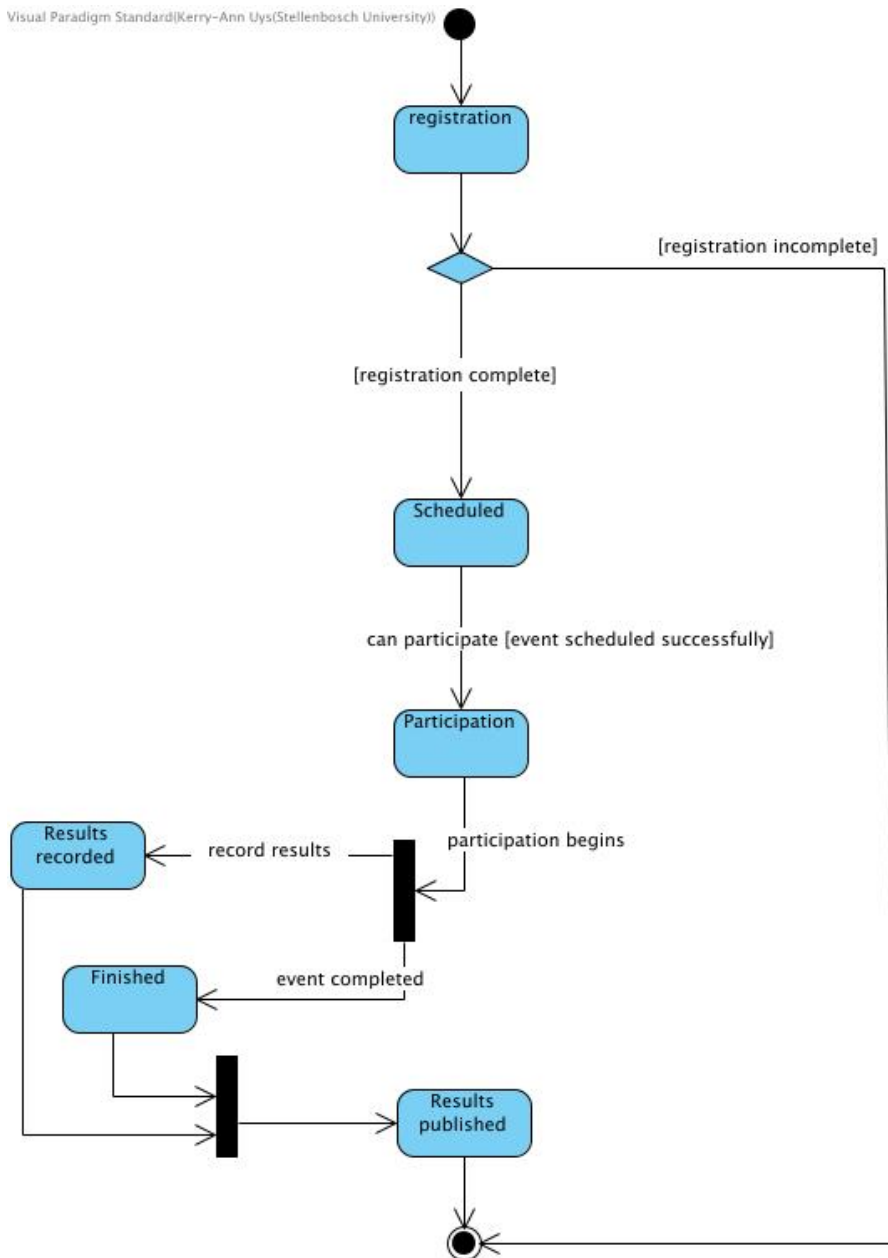 Visual Paradigm Standard(Kerry-Ann Uys(Stellenbosch University))
registration
[registration incomplete]
[registration complete]
Scheduled
can participate [event scheduled successfully]
Participation
participation begins
Results
recorded
record results
Finished
event completed
Results
published